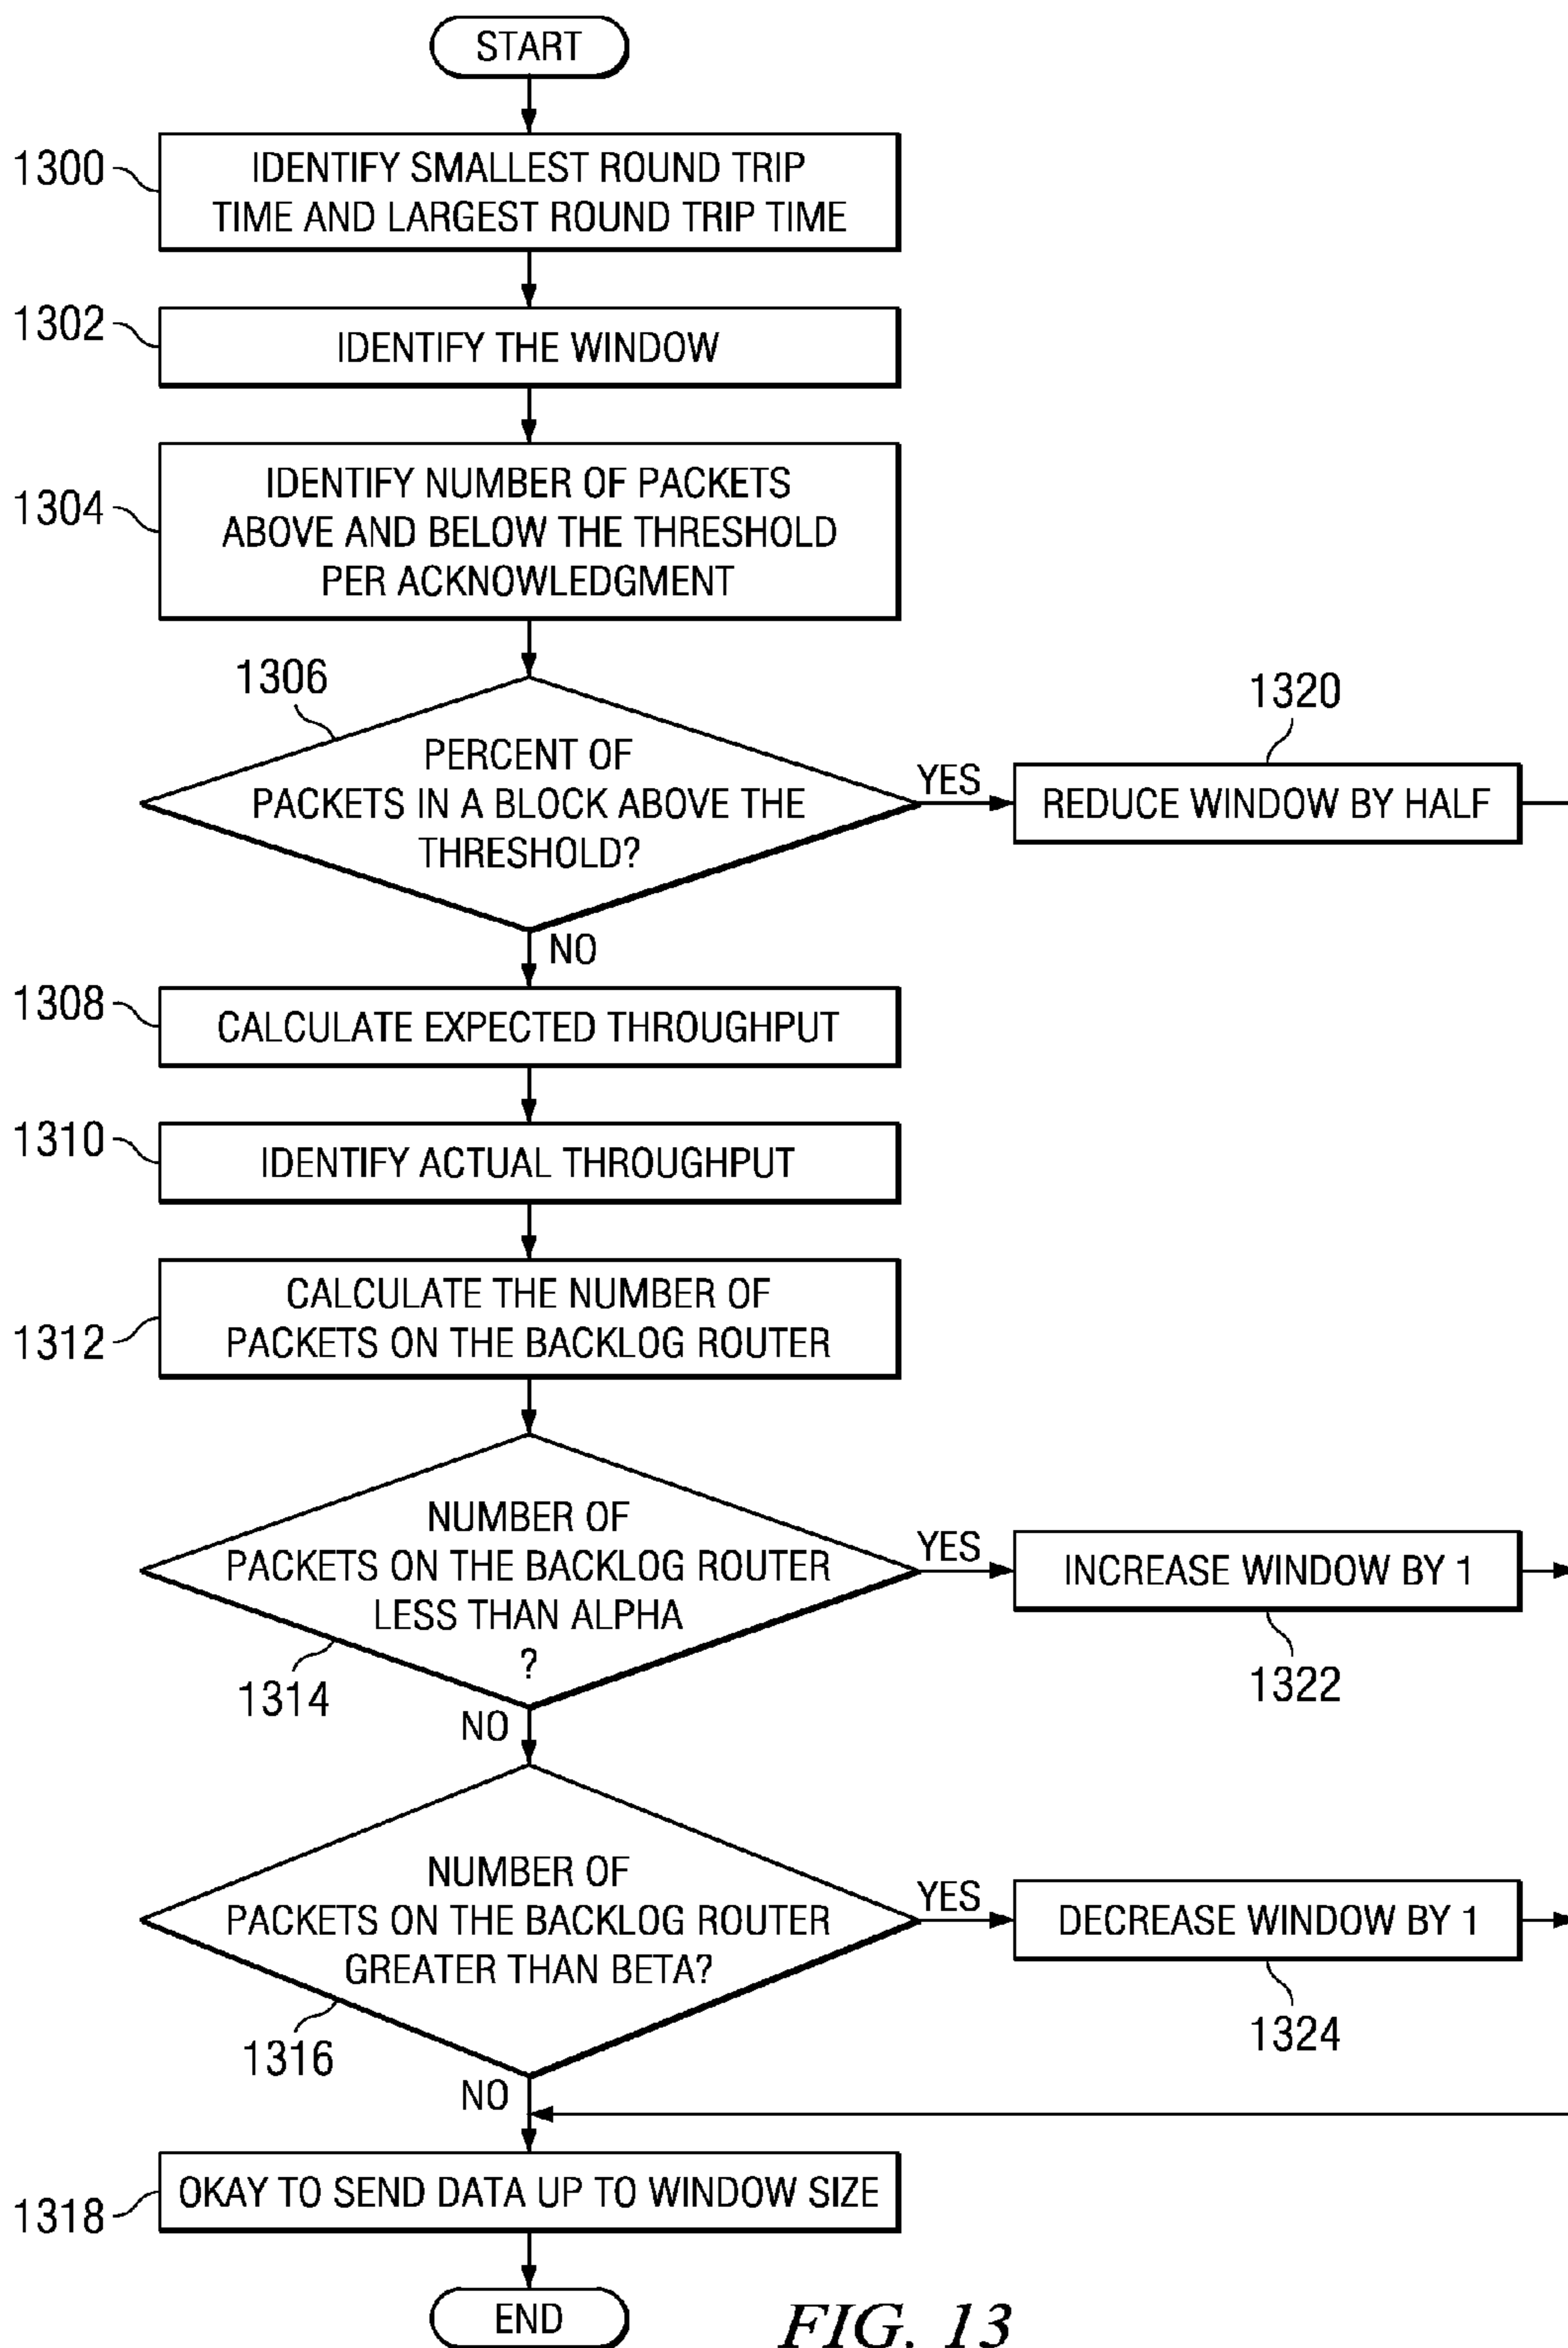 START
1300
IDENTIFY SMALLEST ROUND TRIP
TIME AND LARGEST ROUND TRIP TIME
1302
IDENTIFY THE WINDOW
1304
IDENTIFY NUMBER OF PACKETS
ABOVE AND BELOW THE THRESHOLD
PER ACKNOWLEDGMENT
1306
PERCENT OF
PACKETS IN A BLOCK ABOVE THE
THRESHOLD?
YES
1320
REDUCE WINDOW BY HALF
NO
1308
CALCULATE EXPECTED THROUGHPUT
1310
IDENTIFY ACTUAL THROUGHPUT
1312
CALCULATE THE NUMBER OF
PACKETS ON THE BACKLOG ROUTER
NUMBER OF
PACKETS ON THE BACKLOG ROUTER
LESS THAN ALPHA
?
1314
YES
INCREASE WINDOW BY 1
1322
NO
NUMBER OF
PACKETS ON THE BACKLOG ROUTER
GREATER THAN BETA?
1316
YES
DECREASE WINDOW BY 1
1324
NO
1318
OKAY TO SEND DATA UP TO WINDOW SIZE
END
FIG. 13